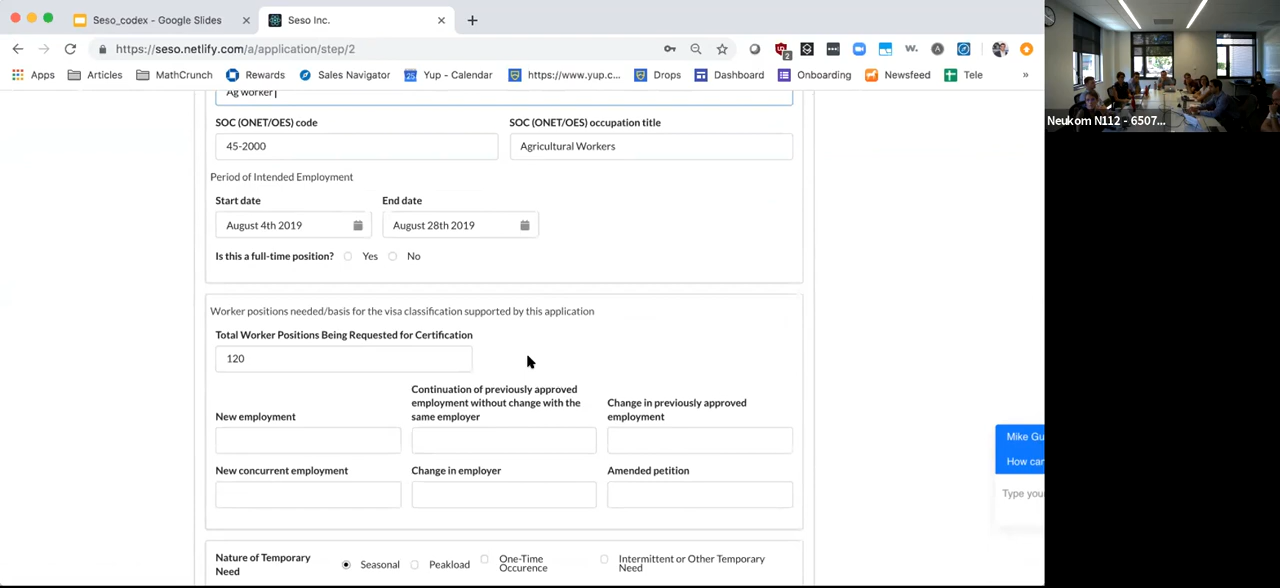 Seso_codex - Google Slides
Seso Inc.
https://seso.netlify.com/a/application/step/2
Apps Articles MathCrunch Rewards Sales Navigator Yup - Calendar https://www.yup.c... Drops Dashboard Onboarding Newsfeed Tele »
Neukom N112 - 6507...
Ag worker
SOC (ONET/OES) code SOC (ONET/OES) occupation title
45-2000 Agricultural Workers
Period of Intended Employment
Start date End date
August 4th 2019 August 28th 2019
Is this a full-time position? Yes No
Worker positions needed/basis for the visa classification supported by this application
Total Worker Positions Being Requested for Certification
120
New employment
Continuation of previously approved
employment without change with the
same employer
Change in previously approved
employment
New concurrent employment Change in employer Amended petition
Mike Gu
How can
Type you
Nature of Temporary
Need
Seasonal Peakload
One-Time
Occurence
Intermittent or Other Temporary
Need